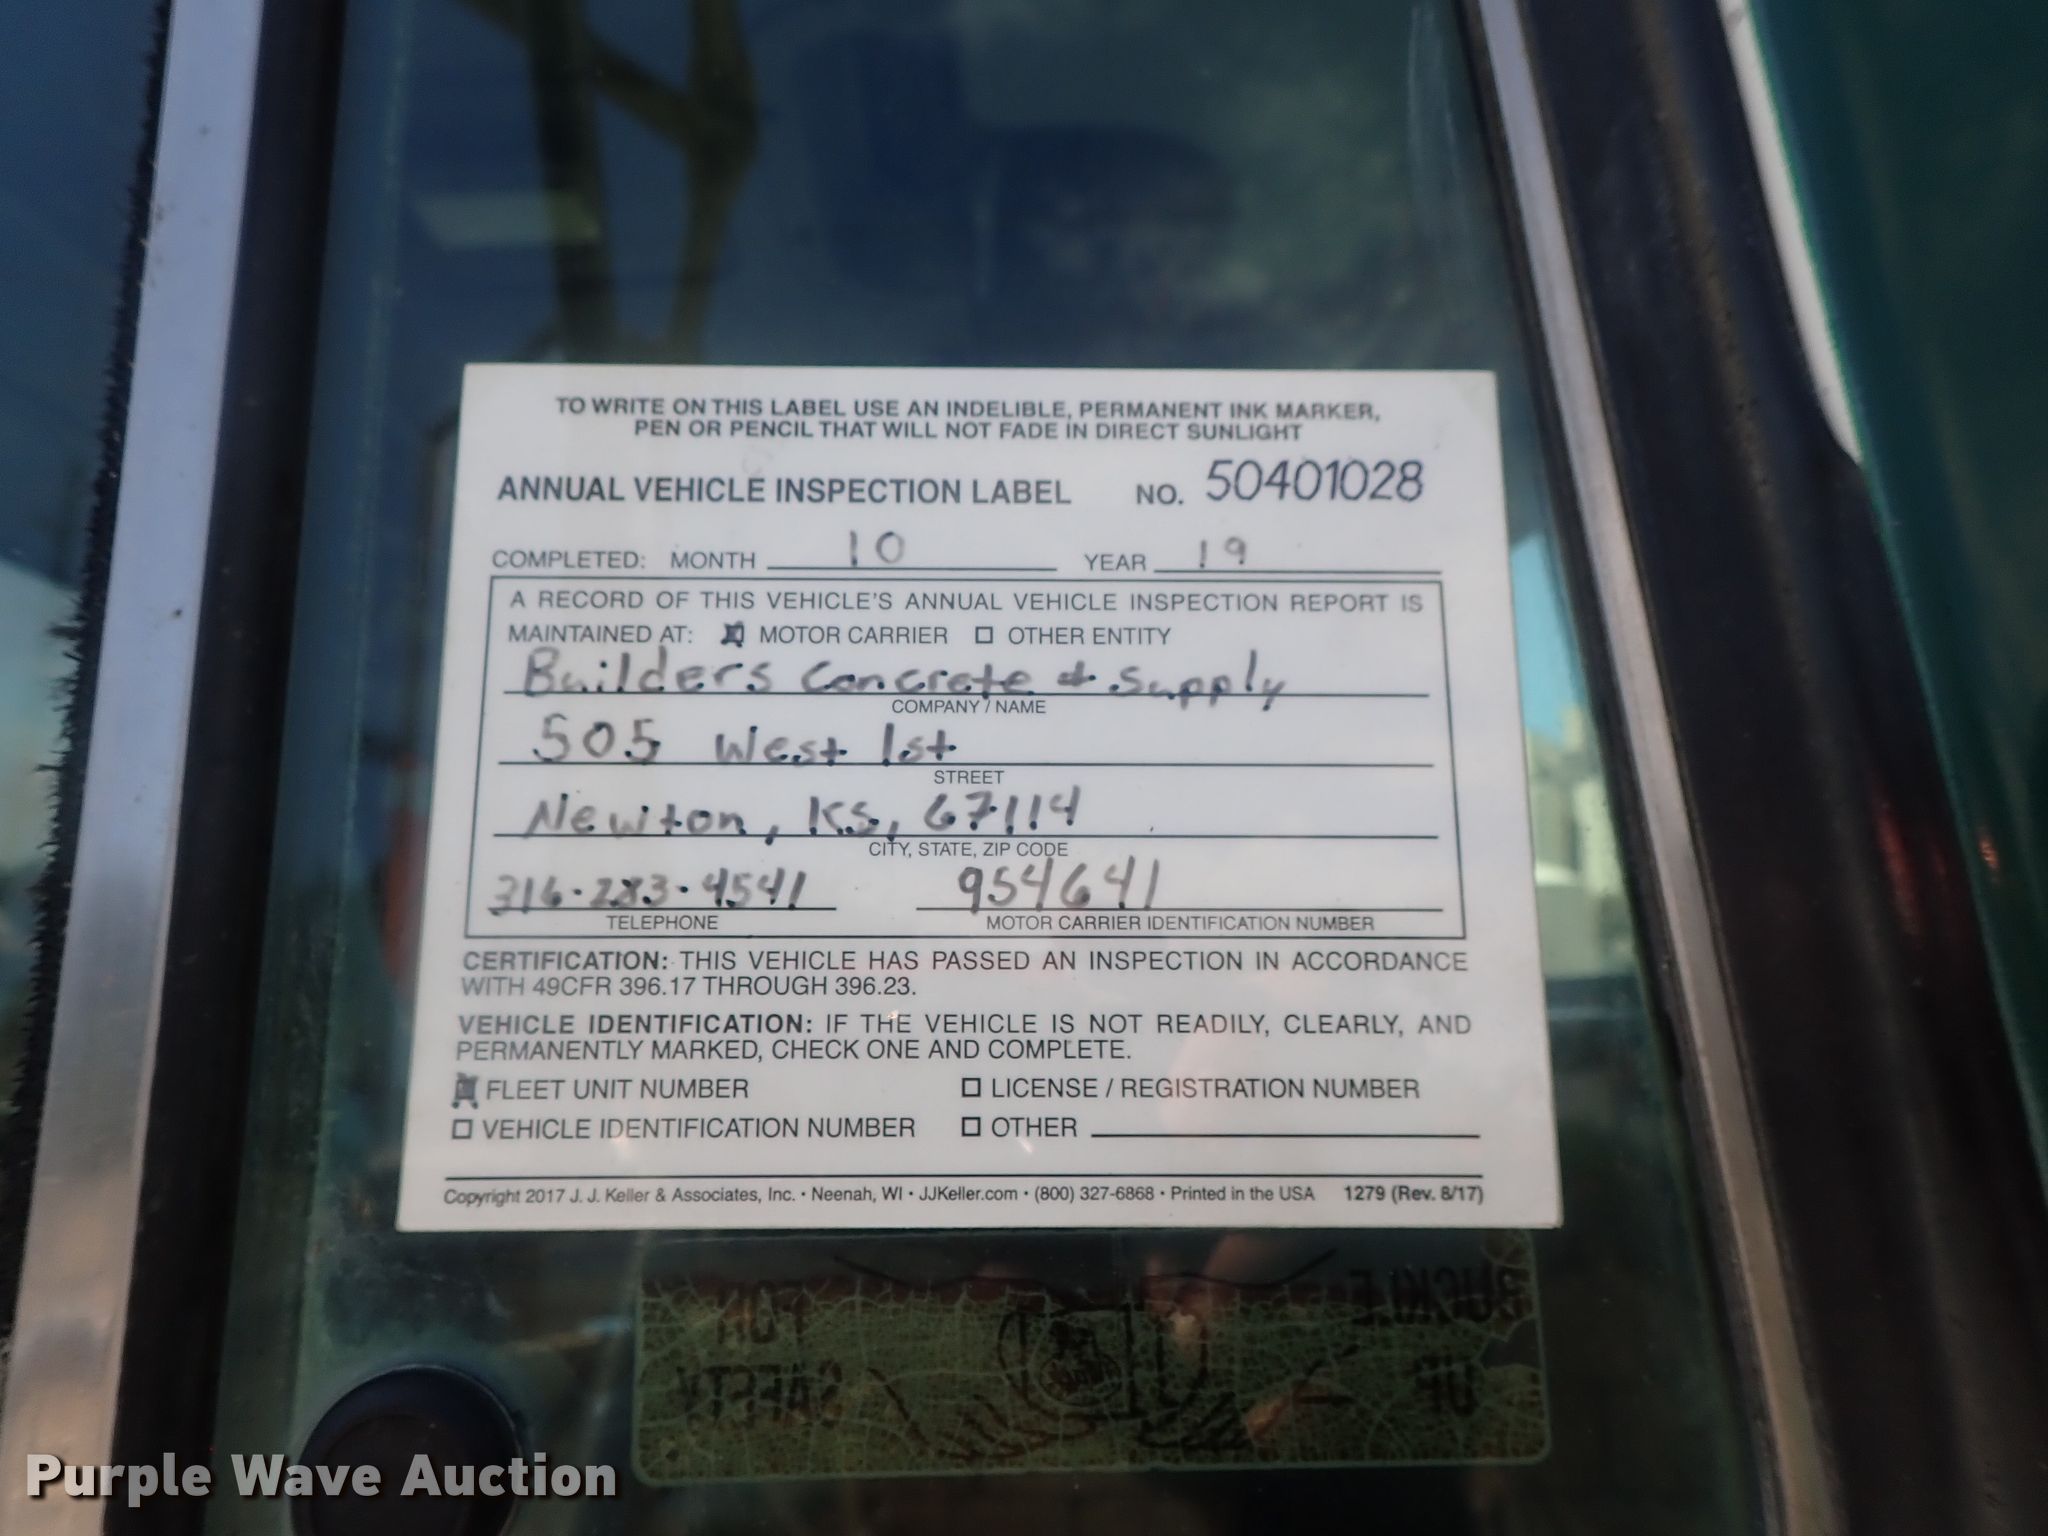 TO WRITE ON THIS LABEL USE AN INDELIBLE, PERMANENT INK MARKER,
PEN OR PENCIL THAT WILL NOT FADE IN DIRECT SUNLIGHT
ANNUAL VEHICLE INSPECTION LABEL NO. 50401028
COMPLETED: MONTH 10 YEAR 19
A RECORD OF THIS VEHICLE'S ANNUAL VEHICLE INSPECTION REPORT IS
MAINTAINED AT: MOTOR CARRIER OTHER ENTITY
Builders Concrete & Supply
COMPANY / NAME
505 West 1st
STREET
Newton, KS, 67114
CITY, STATE, ZIP CODE
316-283-4541 954641
TELEPHONE MOTOR CARRIER IDENTIFICATION NUMBER
CERTIFICATION: THIS VEHICLE HAS PASSED AN INSPECTION IN ACCORDANCE
WITH 49CFR 396.17 THROUGH 396.23.
VEHICLE IDENTIFICATION: IF THE VEHICLE IS NOT READILY, CLEARLY, AND
PERMANENTLY MARKED, CHECK ONE AND COMPLETE.
FLEET UNIT NUMBER LICENSE / REGISTRATION NUMBER
VEHICLE IDENTIFICATION NUMBER OTHER
Copyright 2017 J. J. Keller & Associates, Inc. • Neenah, WI • JJKeller.com • (800) 327-6868 • Printed in the USA 1279 (Rev. 8/17)
BUCKLE
UP
FOR
SAFETY
Purple Wave Auction